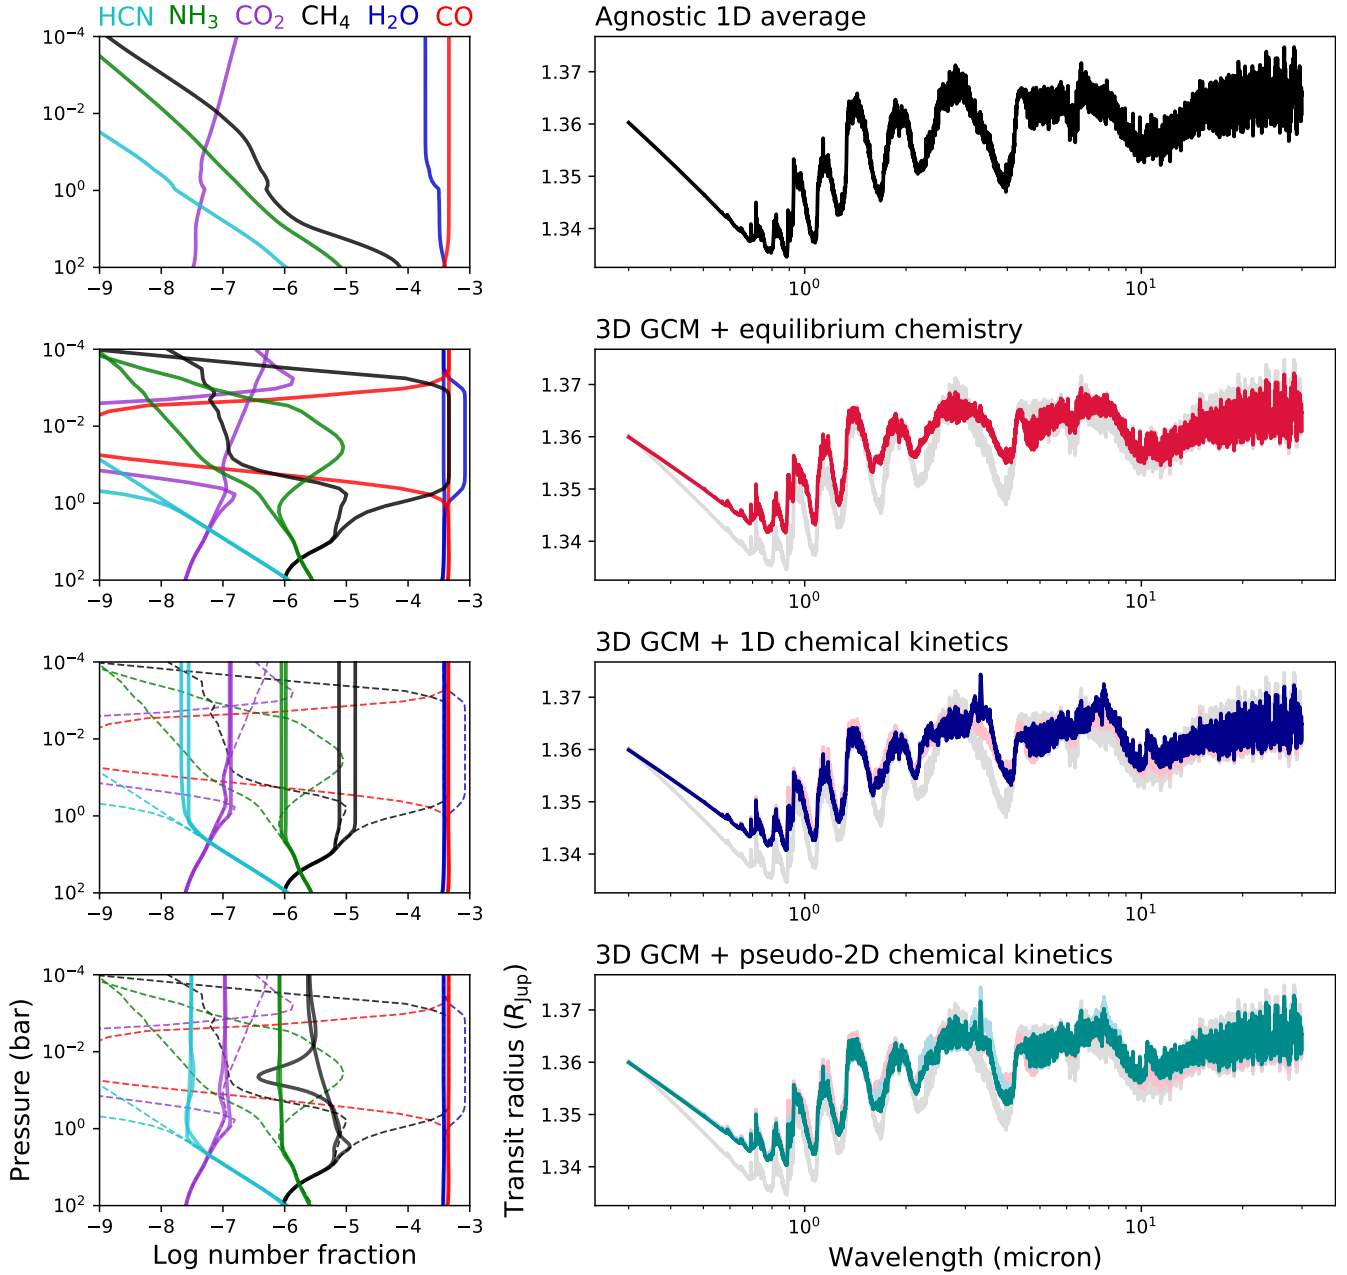 HCN NH₃ CO₂ CH₄ H₂O CO
Agnostic 1D average
10⁻⁴
10⁻²
10⁰
10²
−9 −8 −7 −6 −5 −4 −3
1.37
1.36
1.35
1.34
10⁰ 10¹
3D GCM + equilibrium chemistry
10⁻⁴
10⁻²
10⁰
10²
−9 −8 −7 −6 −5 −4 −3
1.37
1.36
1.35
1.34
10⁰ 10¹
3D GCM + 1D chemical kinetics
10⁻⁴
10⁻²
10⁰
10²
−9 −8 −7 −6 −5 −4 −3
1.37
1.36
1.35
1.34
10⁰ 10¹
3D GCM + pseudo-2D chemical kinetics
Pressure (bar)
10⁻⁴
10⁻²
10⁰
10²
−9 −8 −7 −6 −5 −4 −3
Log number fraction
Transit radius (R_Jup)
1.37
1.36
1.35
1.34
10⁰ 10¹
Wavelength (micron)